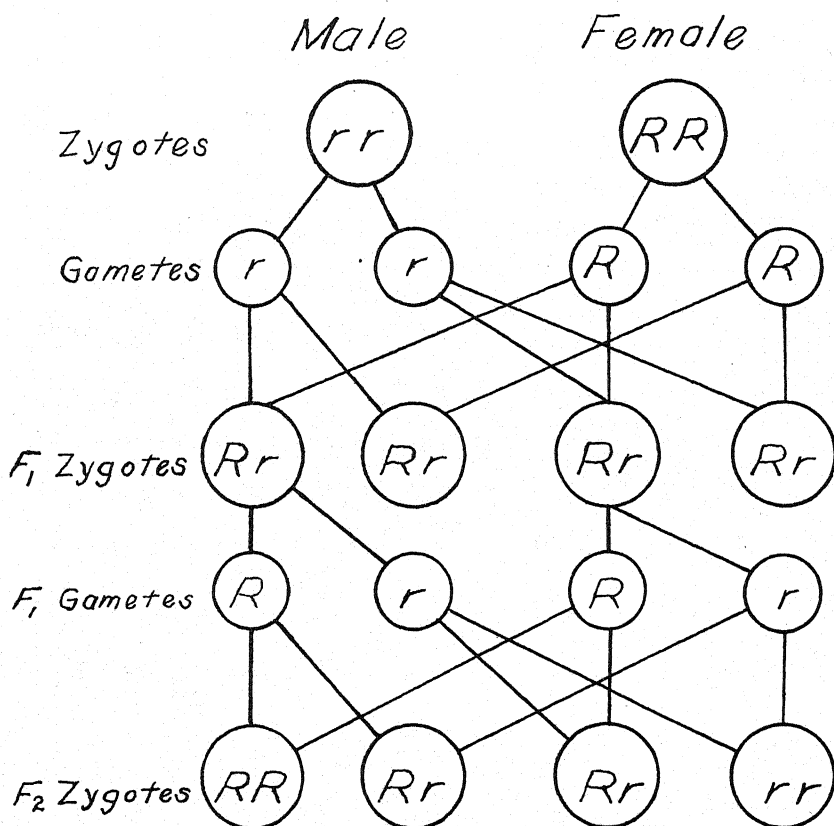 Male Female
Zygotes rr RR
Gametes r r R R
F₁ Zygotes Rr Rr Rr Rr
F₁ Gametes R r R r
F₂ Zygotes RR Rr Rr rr